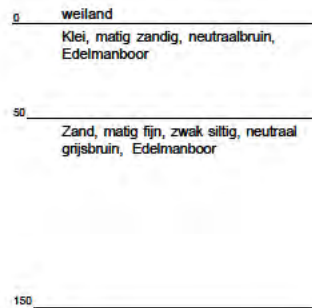 0 weiland
Klei, matig zandig, neutraalbruin,
Edelmanboor
50
Zand, matig fijn, zwak siltig, neutraal
grijsbruin, Edelmanboor
150